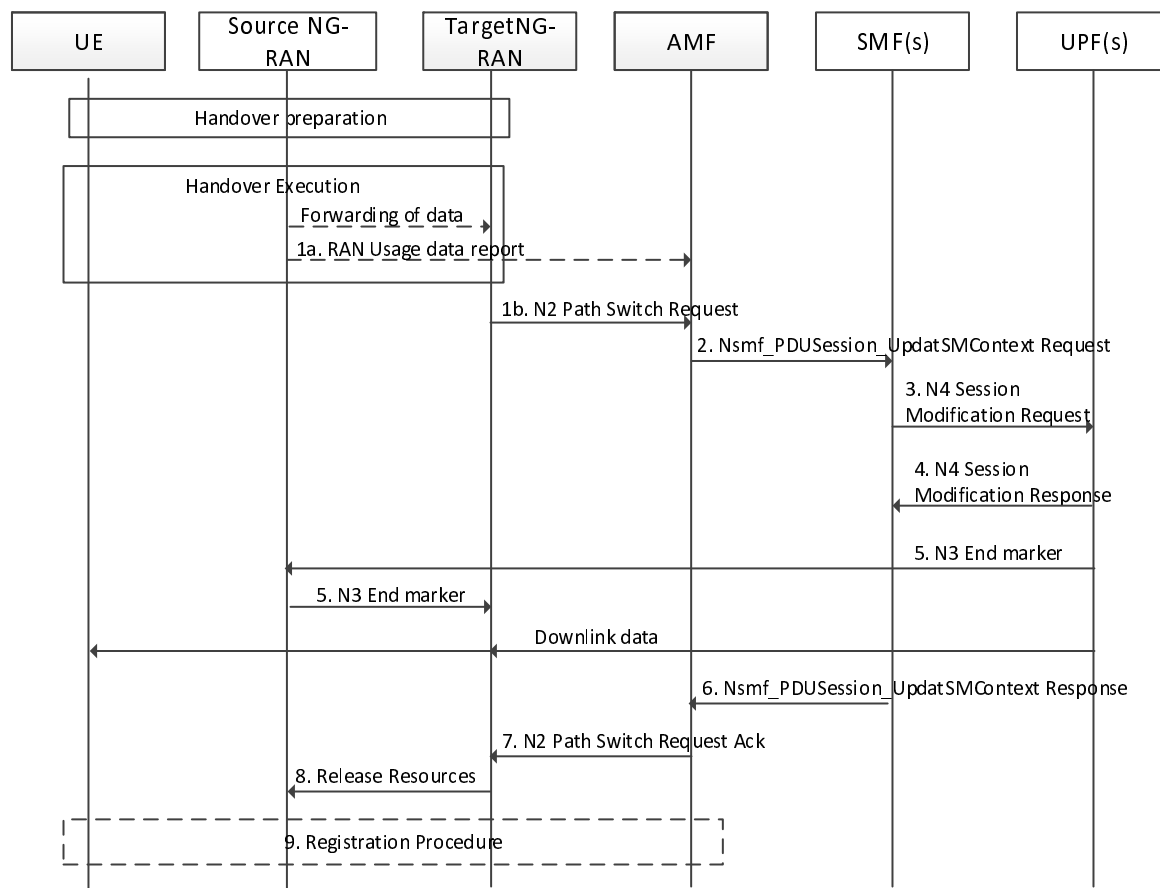 UE
Source NG-
RAN
TargetNG-
RAN
AMF
SMF(s)
UPF(s)
Handover preparation
Handover Execution
Forwarding of data
1a. RAN Usage data report
1b. N2 Path Switch Request
2. Nsmf_PDUSession_UpdatSMContext Request
3. N4 Session
Modification Request
4. N4 Session
Modification Response
5. N3 End marker
5. N3 End marker
Downlink data
6. Nsmf_PDUSession_UpdatSMContext Response
7. N2 Path Switch Request Ack
8. Release Resources
9. Registration Procedure